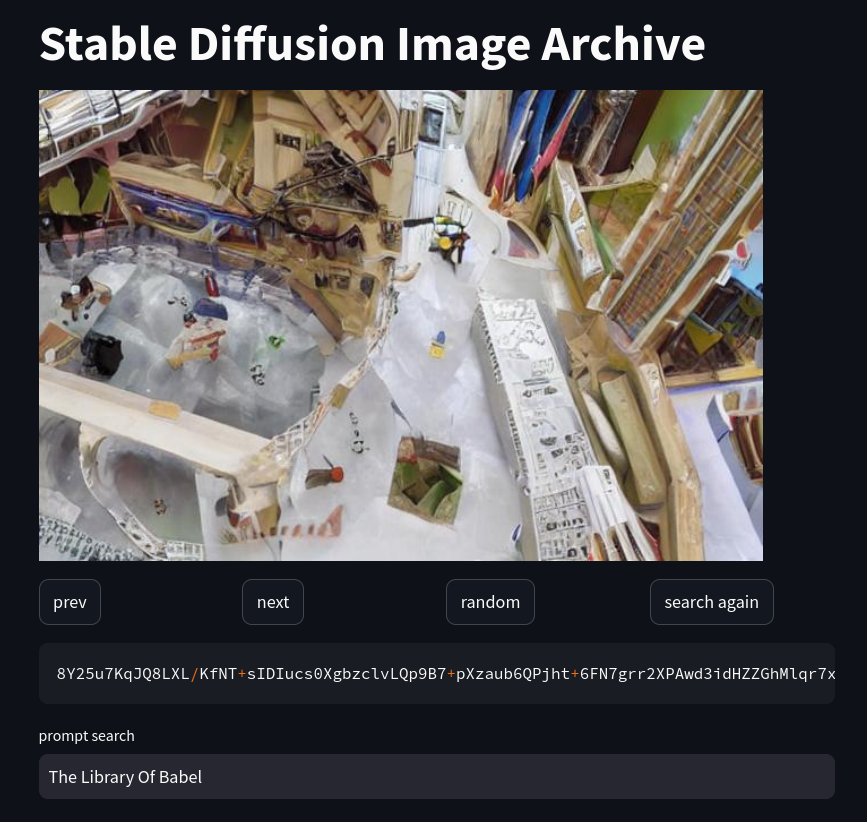 Stable Diffusion Image Archive
prev
next
random
search again
8Y25u7KqJQ8LXL/KfNT+sIDIucs0XgbzclvLQp9B7+pXzaub6QPjht+6FN7grr2XPAwd3idHZZGhMlqr7x
prompt search
The Library Of Babel